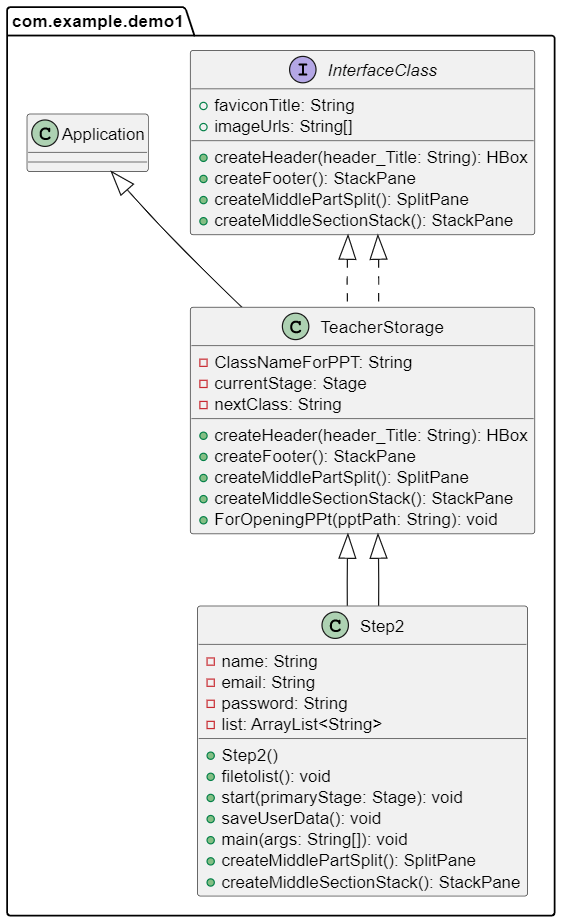 com.example.demo1
I InterfaceClass
faviconTitle: String
imageUrls: String[]
createHeader(header_Title: String): HBox
createFooter(): StackPane
createMiddlePartSplit(): SplitPane
createMiddleSectionStack(): StackPane
C Application
C TeacherStorage
ClassNameForPPT: String
currentStage: Stage
nextClass: String
createHeader(header_Title: String): HBox
createFooter(): StackPane
createMiddlePartSplit(): SplitPane
createMiddleSectionStack(): StackPane
ForOpeningPPt(pptPath: String): void
C Step2
name: String
email: String
password: String
list: ArrayList<String>
Step2()
filetolist(): void
start(primaryStage: Stage): void
saveUserData(): void
main(args: String[]): void
createMiddlePartSplit(): SplitPane
createMiddleSectionStack(): StackPane